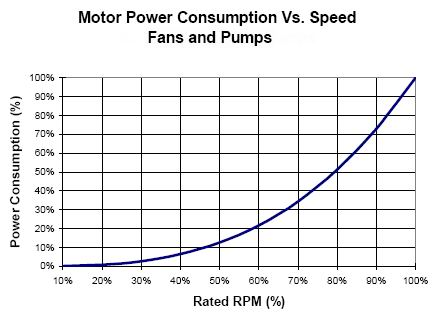 Motor Power Consumption Vs. Speed
Fans and Pumps
Power Consumption (%)
100%
90%
80%
70%
60%
50%
40%
30%
20%
10%
0%
10% 20% 30% 40% 50% 60% 70% 80% 90% 100%
Rated RPM (%)